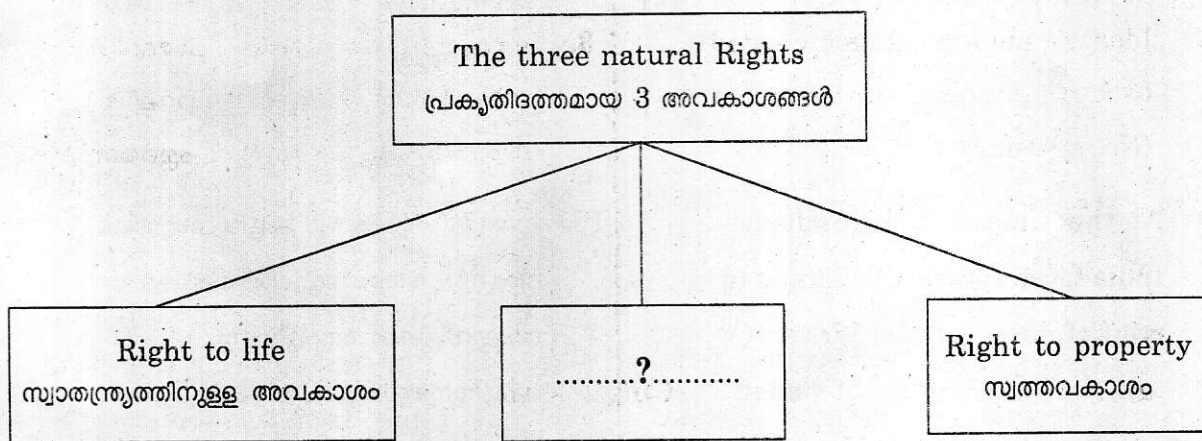 The three natural Rights
പ്രകൃതിദത്തമായ 3 അവകാശങ്ങൾ
Right to life
സ്വാതന്ത്ര്യത്തിനുള്ള അവകാശം
..........?...........
Right to property
സ്വത്തവകാശം